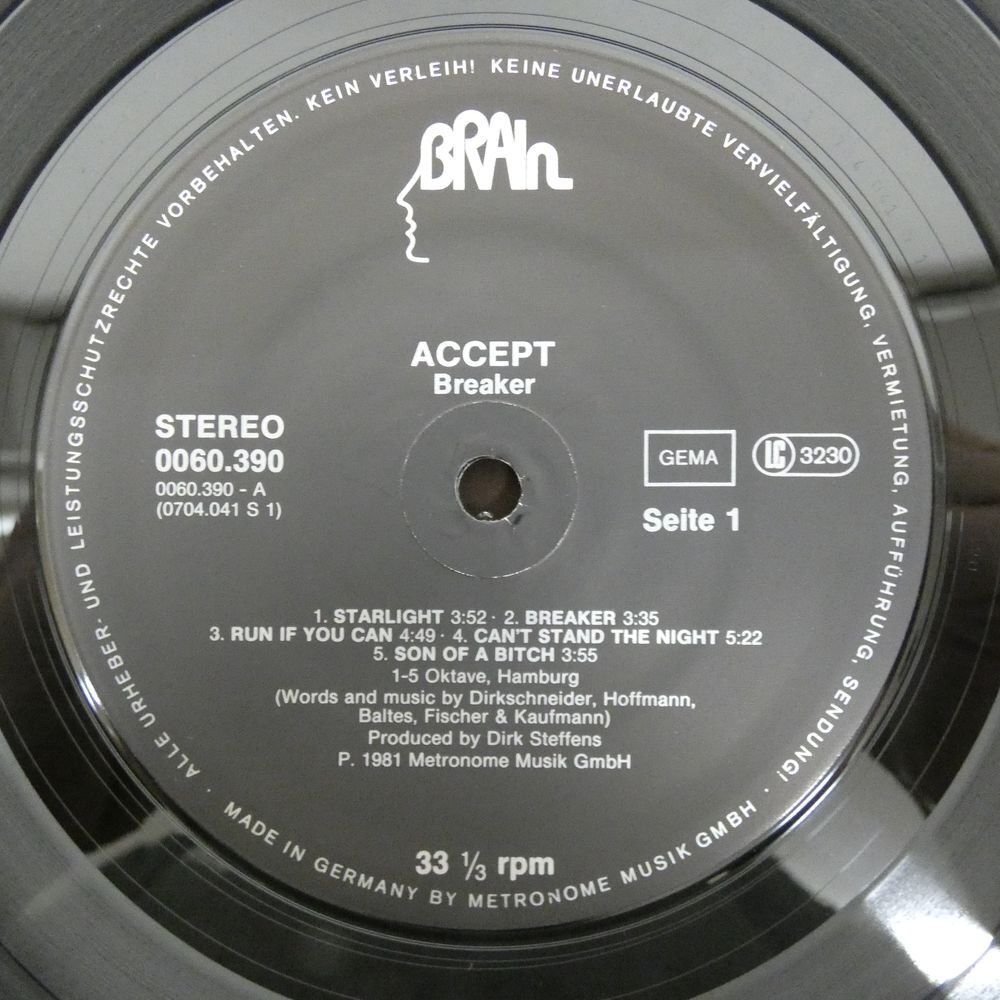 ALLE URHEBER- UND LEISTUNGSSCHUTZRECHTE VORBEHALTEN. KEIN VERLEIH! KEINE UNERLAUBTE VERVIELFÄLTIGUNG, VERMIETUNG, AUFFÜHRUNG, SENDUNG!
BRAIN
ACCEPT
Breaker
STEREO
0060.390
0060.390 - A
(0704.041 S 1)
GEMA
LC 3230
Seite 1
1. STARLIGHT 3:52 · 2. BREAKER 3:35
3. RUN IF YOU CAN 4:49 · 4. CAN'T STAND THE NIGHT 5:22
5. SON OF A BITCH 3:55
1-5 Oktave, Hamburg
(Words and music by Dirkschneider, Hoffmann,
Baltes, Fischer & Kaufmann)
Produced by Dirk Steffens
P. 1981 Metronome Musik GmbH
33 1/3 rpm
· MADE IN GERMANY BY METRONOME MUSIK GMBH ·